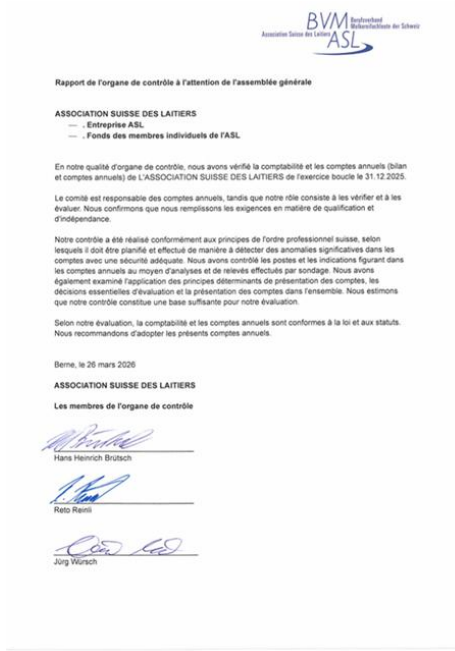 BVM Berufsverband
Molkereifachleute der Schweiz
Association Suisse des Laitiers ASL
Rapport de l'organe de contrôle à l'attention de l'assemblée générale
ASSOCIATION SUISSE DES LAITIERS
— . Entreprise ASL
— . Fonds des membres individuels de l'ASL
En notre qualité d'organe de contrôle, nous avons vérifié la comptabilité et les comptes annuels (bilan
et comptes annuels) de L'ASSOCIATION SUISSE DES LAITIERS de l'exercice boucle le 31.12.2025.
Le comité est responsable des comptes annuels, tandis que notre rôle consiste à les vérifier et à les
évaluer. Nous confirmons que nous remplissons les exigences en matière de qualification et
d'indépendance.
Notre contrôle a été réalisé conformément aux principes de l'ordre professionnel suisse, selon
lesquels il doit être planifié et effectué de manière à détecter des anomalies significatives dans les
comptes avec une sécurité adéquate. Nous avons contrôlé les postes et les indications figurant dans
les comptes annuels au moyen d'analyses et de relevés effectués par sondage. Nous avons
également examiné l'application des principes déterminants de présentation des comptes, les
décisions essentielles d'évaluation et la présentation des comptes dans l'ensemble. Nous estimons
que notre contrôle constitue une base suffisante pour notre évaluation.
Selon notre évaluation, la comptabilité et les comptes annuels sont conformes à la loi et aux statuts.
Nous recommandons d'adopter les présents comptes annuels.
Berne, le 26 mars 2026
ASSOCIATION SUISSE DES LAITIERS
Les membres de l'organe de contrôle
Hans Heinrich Brütsch
Reto Reinli
Jürg Würsch